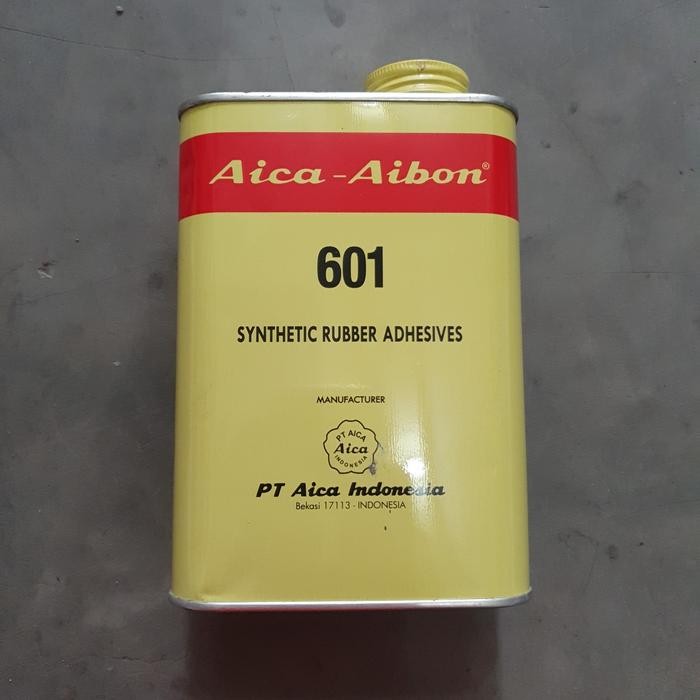 Aica-Aibon®
601
SYNTHETIC RUBBER ADHESIVES
MANUFACTURER
PT AICA
Aica
INDONESIA
PT Aica Indonesia
Bekasi 17113 - INDONESIA